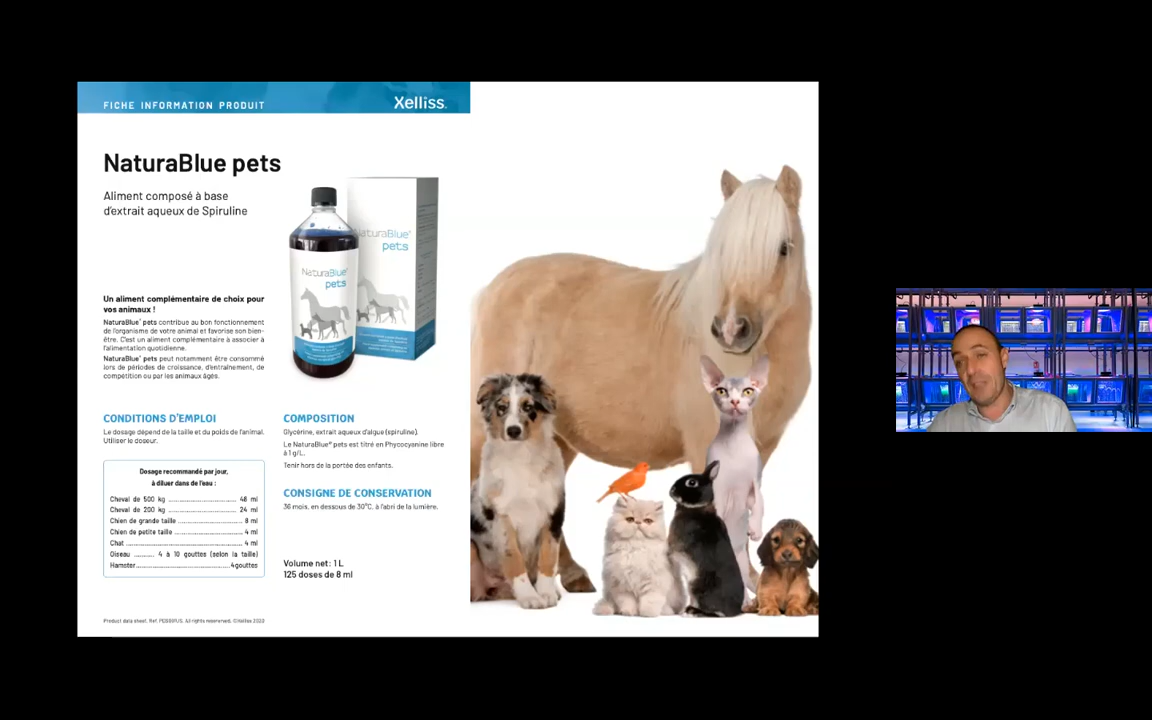 FICHE INFORMATION PRODUIT
Xelliss.
NaturaBlue pets
Aliment composé à base
d'extrait aqueux de Spiruline
NaturaBlue®
pets
NaturaBlue®
pets
Un aliment complémentaire de choix pour
vos animaux !
NaturaBlue® pets contribue au bon fonctionnement
de l'organisme de votre animal et favorise son bien-
être. C'est un aliment complémentaire à associer à
l'alimentation quotidienne.
NaturaBlue® pets peut notamment être consommé
lors de périodes de croissance, d'entraînement, de
compétition ou par les animaux âgés.
CONDITIONS D'EMPLOI
Le dosage dépend de la taille et du poids de l'animal.
Utiliser le doseur.
Dosage recommandé par jour,
à diluer dans de l'eau :
Cheval de 500 kg 48 ml
Cheval de 200 kg 24 ml
Chien de grande taille 8 ml
Chien de petite taille 4 ml
Chat 4 ml
Oiseau 4 à 10 gouttes (selon la taille)
Hamster 4 gouttes
COMPOSITION
Glycérine, extrait aqueux d'algue (spiruline).
Le NaturaBlue® pets est titré en Phycocyanine libre
à 1 g/L.
Tenir hors de la portée des enfants.
CONSIGNE DE CONSERVATION
36 mois, en dessous de 30°C, à l'abri de la lumière.
Volume net : 1 L
125 doses de 8 ml
Product data sheet. Ref. All rights reserved. ©Xelliss 2020